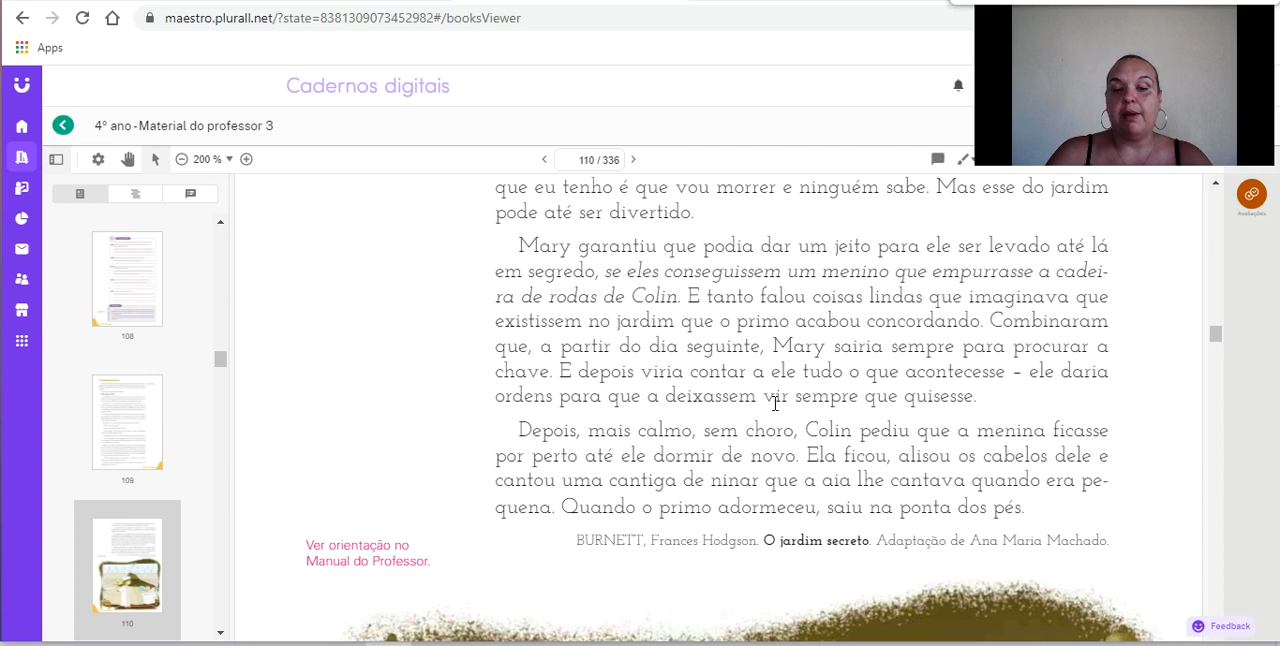 maestro.plurall.net/?state=8381309073452982#/booksViewer
Apps
Cadernos digitais
4º ano - Material do professor 3
200 %
110 / 336
Avaliações
108
109
110
que eu tenho é que vou morrer e ninguém sabe. Mas esse do jardim
pode até ser divertido.
Mary garantiu que podia dar um jeito para ele ser levado até lá
em segredo, se eles conseguissem um menino que empurrasse a cadei-
ra de rodas de Colin. E tanto falou coisas lindas que imaginava que
existissem no jardim que o primo acabou concordando. Combinaram
que, a partir do dia seguinte, Mary sairia sempre para procurar a
chave. E depois viria contar a ele tudo o que acontecesse – ele daria
ordens para que a deixassem vir sempre que quisesse.
Depois, mais calmo, sem choro, Colin pediu que a menina ficasse
por perto até ele dormir de novo. Ela ficou, alisou os cabelos dele e
cantou uma cantiga de ninar que a aia lhe cantava quando era pe-
quena. Quando o primo adormeceu, saiu na ponta dos pés.
BURNETT, Frances Hodgson. O jardim secreto. Adaptação de Ana Maria Machado.
Ver orientação no
Manual do Professor.
Feedback